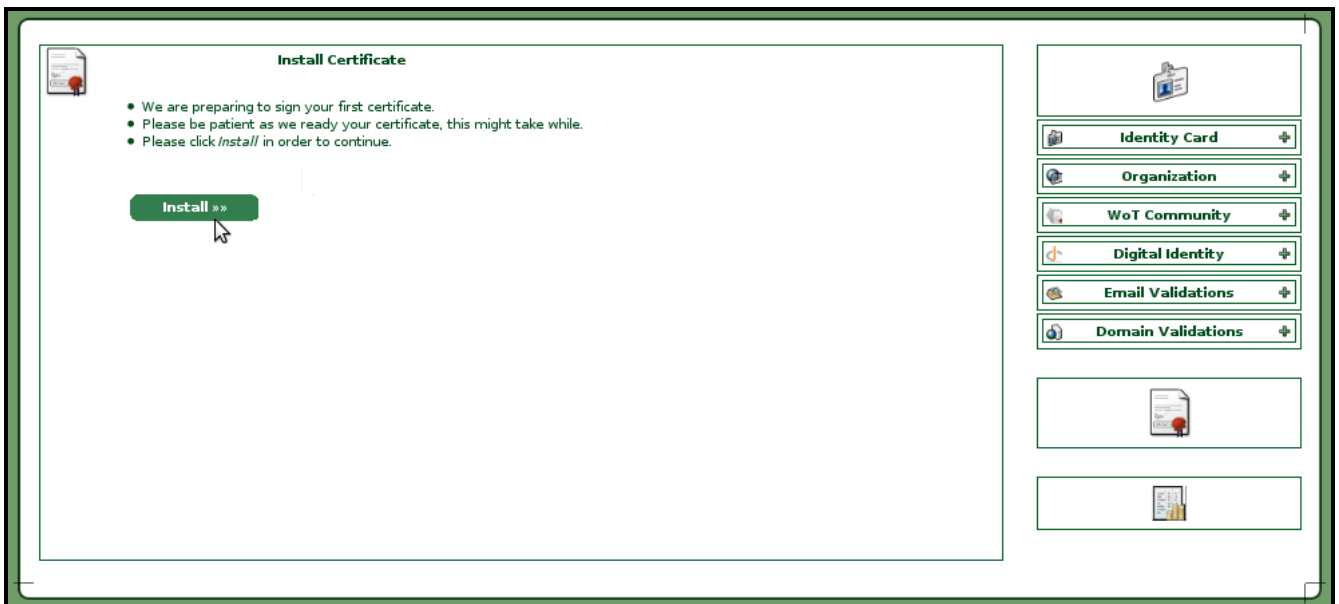 Install Certificate
We are preparing to sign your first certificate.
Please be patient as we ready your certificate, this might take while.
Please click Install in order to continue.
Install »»
Identity Card
Organization
WoT Community
Digital Identity
Email Validations
Domain Validations